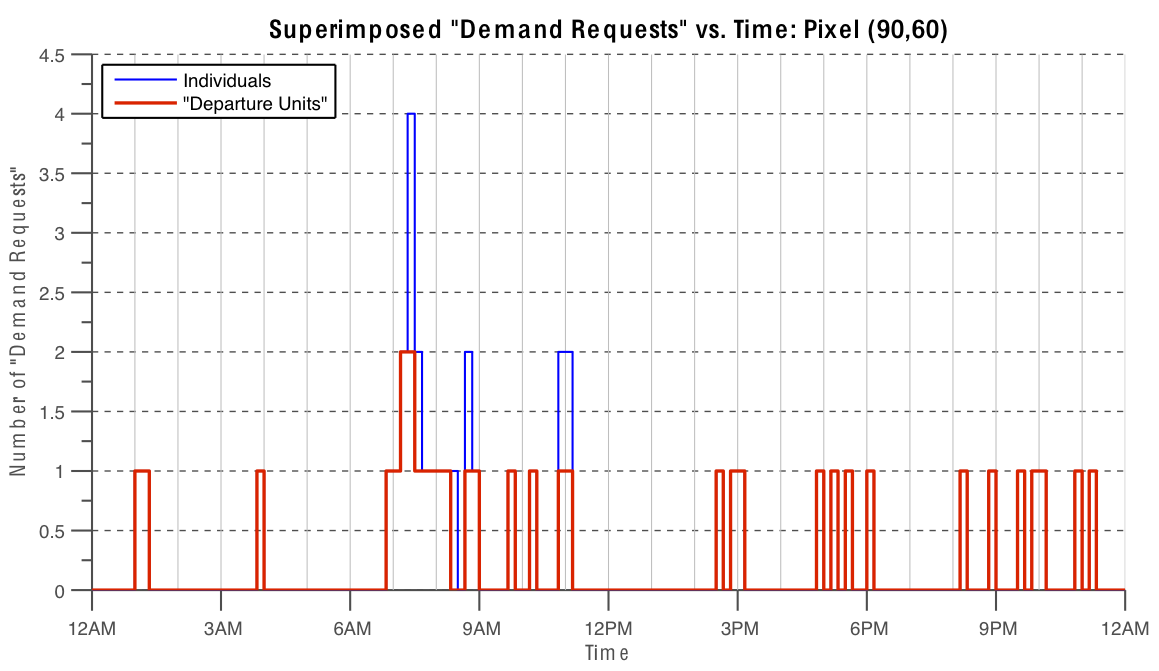 Superimposed "Demand Requests" vs. Time: Pixel (90,60)
Individuals
"Departure Units"
Number of "Demand Requests"
4.5
4
3.5
3
2.5
2
1.5
1
0.5
0
12AM 3AM 6AM 9AM 12PM 3PM 6PM 9PM 12AM
Time